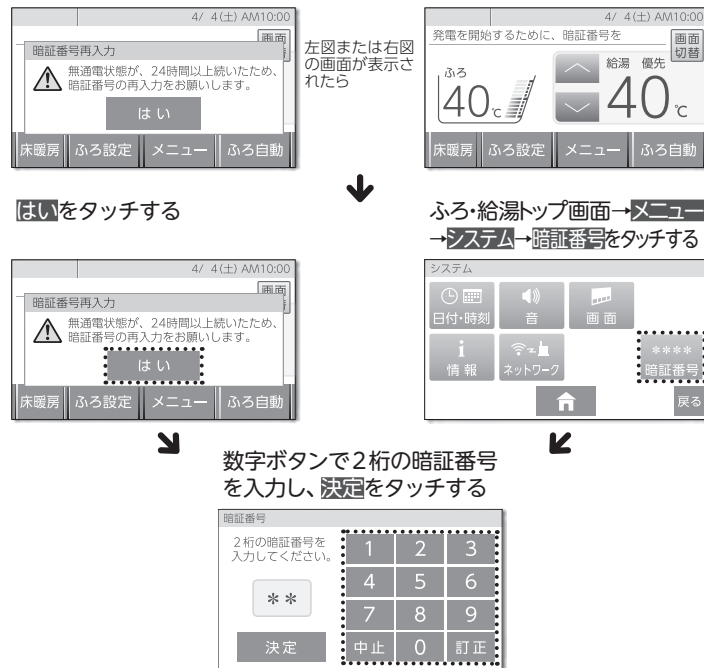 4/ 4(土) AM10:00
画面
暗証番号再入力
無通電状態が、24時間以上続いたため、
暗証番号の再入力をお願いします。
はい
床暖房 ふろ設定 メニュー ふろ自動
左図または右図
の画面が表示さ
れたら
4/ 4(土) AM10:00
発電を開始するために、暗証番号を
画面
切替
ふろ
40℃
給湯 優先
40℃
床暖房 ふろ設定 メニュー ふろ自動
はいをタッチする
ふろ・給湯トップ画面→メニュー
→システム→暗証番号をタッチする
4/ 4(土) AM10:00
画面
暗証番号再入力
無通電状態が、24時間以上続いたため、
暗証番号の再入力をお願いします。
はい
床暖房 ふろ設定 メニュー ふろ自動
システム
日付・時刻 音 画面
情報 ネットワーク
****
暗証番号
戻る
数字ボタンで2桁の暗証番号
を入力し、決定をタッチする
暗証番号
2桁の暗証番号を
入力してください。
**
決定
1 2 3
4 5 6
7 8 9
中止 0 訂正